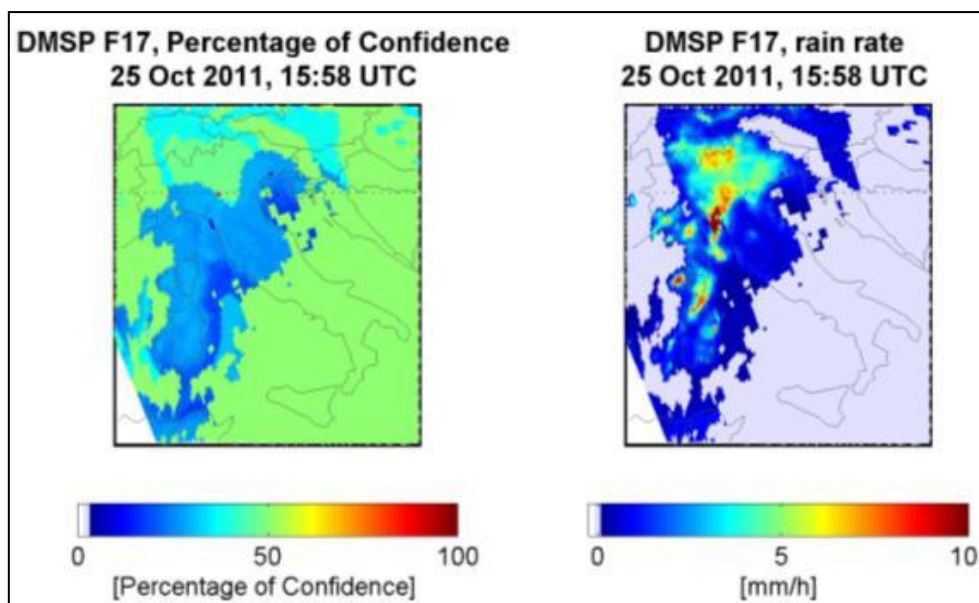 DMSP F17, Percentage of Confidence
25 Oct 2011, 15:58 UTC
0 50 100
[Percentage of Confidence]
DMSP F17, rain rate
25 Oct 2011, 15:58 UTC
0 5 10
[mm/h]